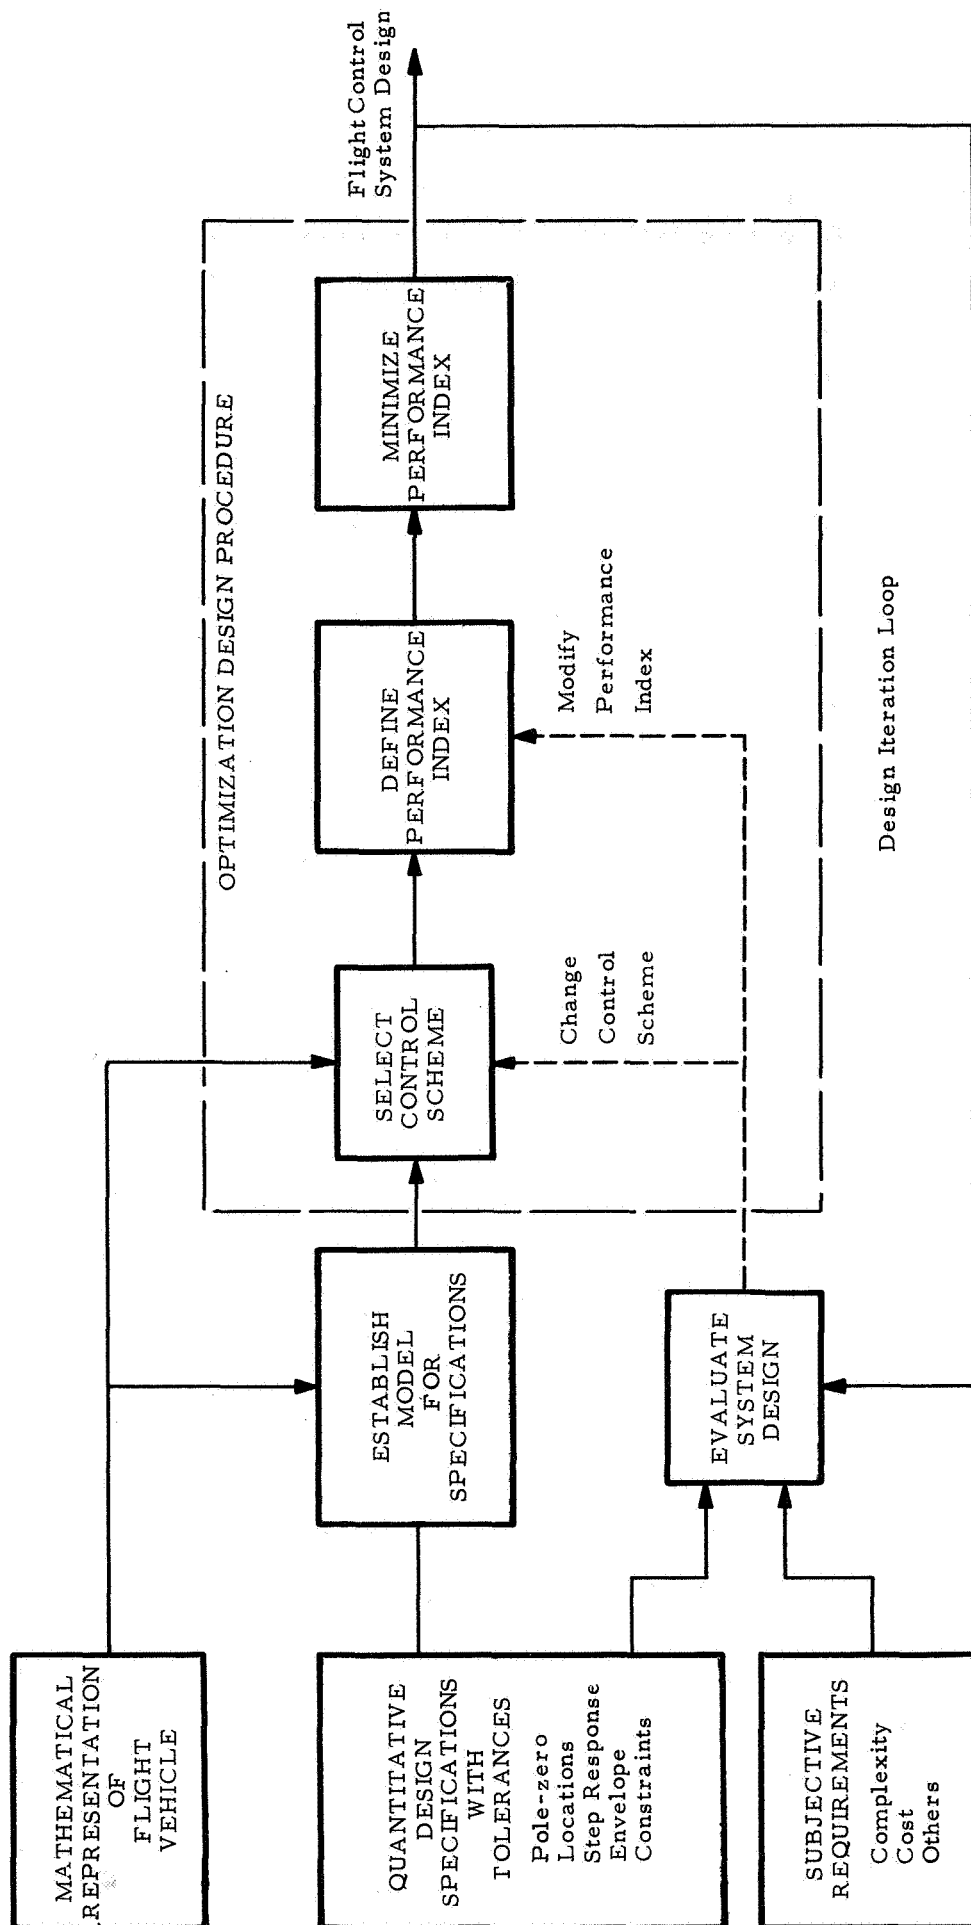 MATHEMATICAL
REPRESENTATION
OF
FLIGHT
VEHICLE
QUANTITATIVE
DESIGN
SPECIFICATIONS
WITH
TOLERANCES
Pole-zero
Locations
Step Response
Envelope
Constraints
SUBJECTIVE
REQUIREMENTS
Complexity
Cost
Others
ESTABLISH
MODEL
FOR
SPECIFICATIONS
EVALUATE
SYSTEM
DESIGN
OPTIMIZATION DESIGN PROCEDURE
SELECT
CONTROL
SCHEME
Change
Control
Scheme
DEFINE
PERFORMANCE
INDEX
Modify
Performance
Index
MINIMIZE
PERFORMANCE
INDEX
Flight Control
System Design
Design Iteration Loop